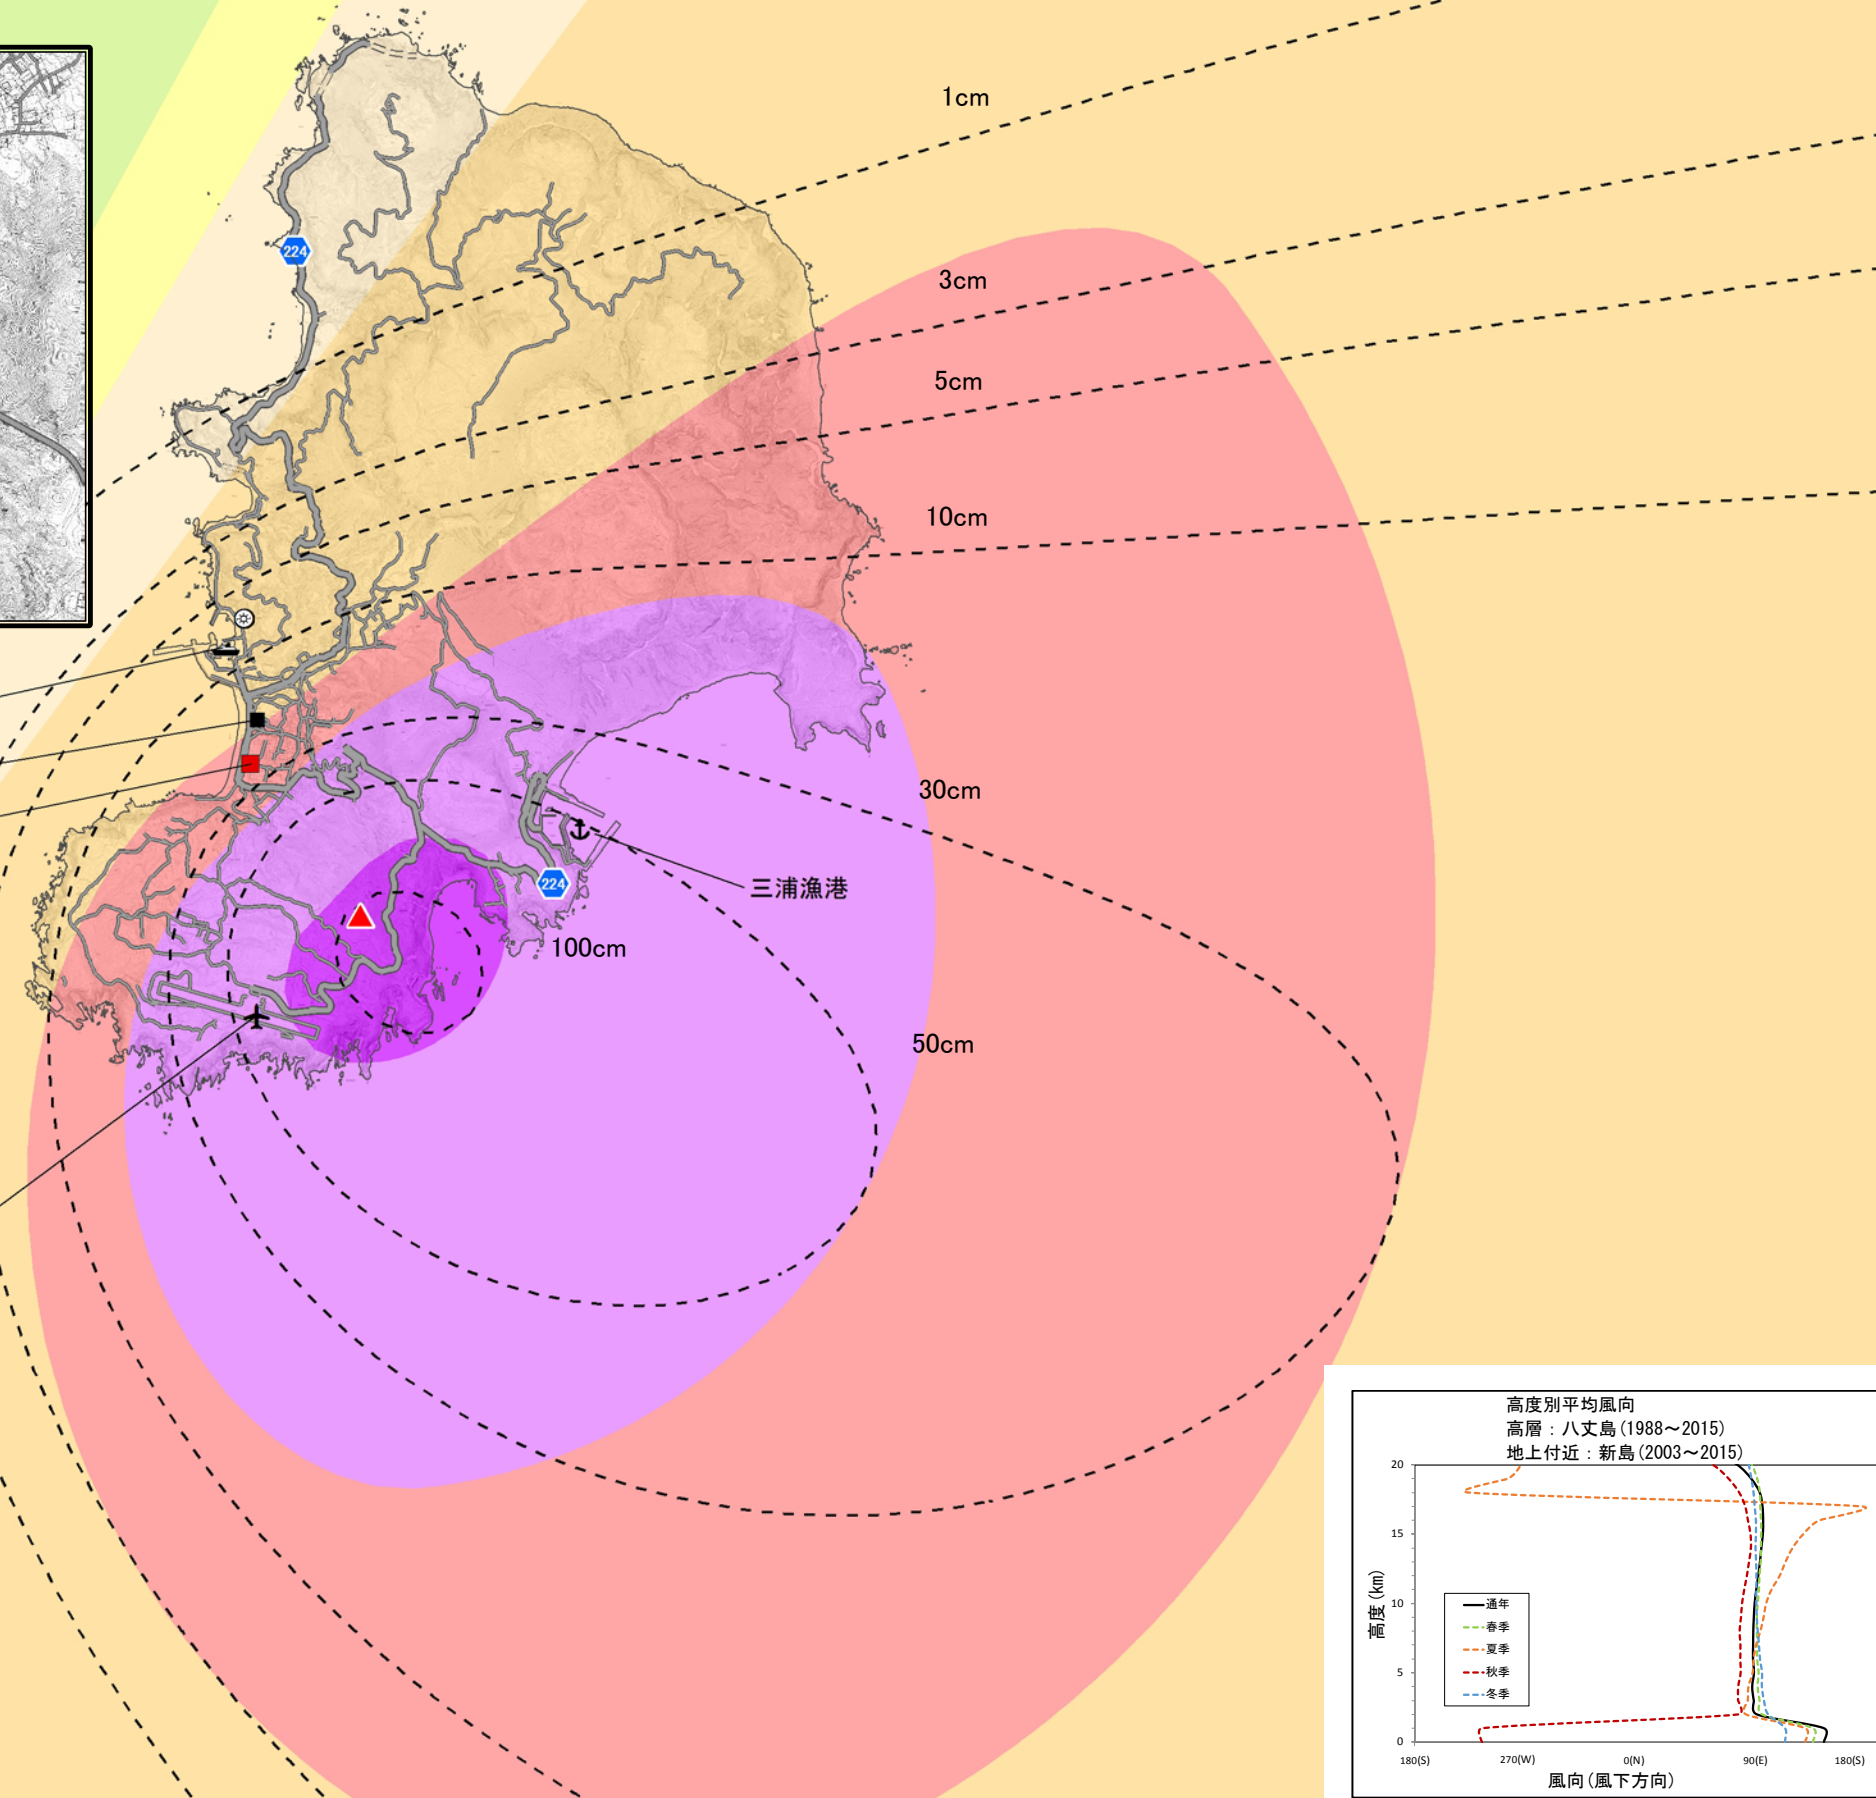 1cm
224
3cm
5cm
10cm
30cm
224
三浦漁港
100cm
50cm
高度別平均風向
高層：八丈島(1988～2015)
地上付近：新島(2003～2015)
20
15
10
5
0
高度(km)
通年
春季
夏季
秋季
冬季
180(S)
270(W)
0(N)
90(E)
180(S)
風向(風下方向)